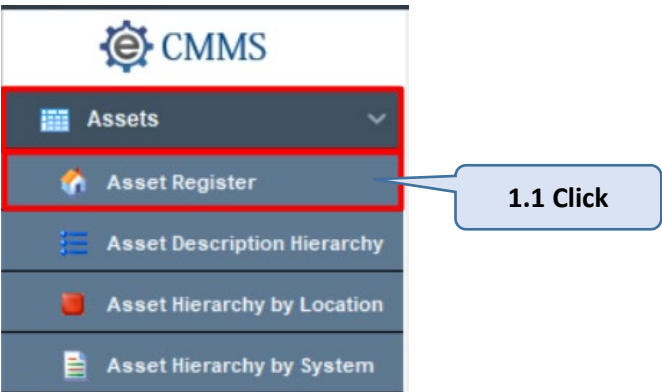 e CMMS
Assets
Asset Register
1.1 Click
Asset Description Hierarchy
Asset Hierarchy by Location
Asset Hierarchy by System